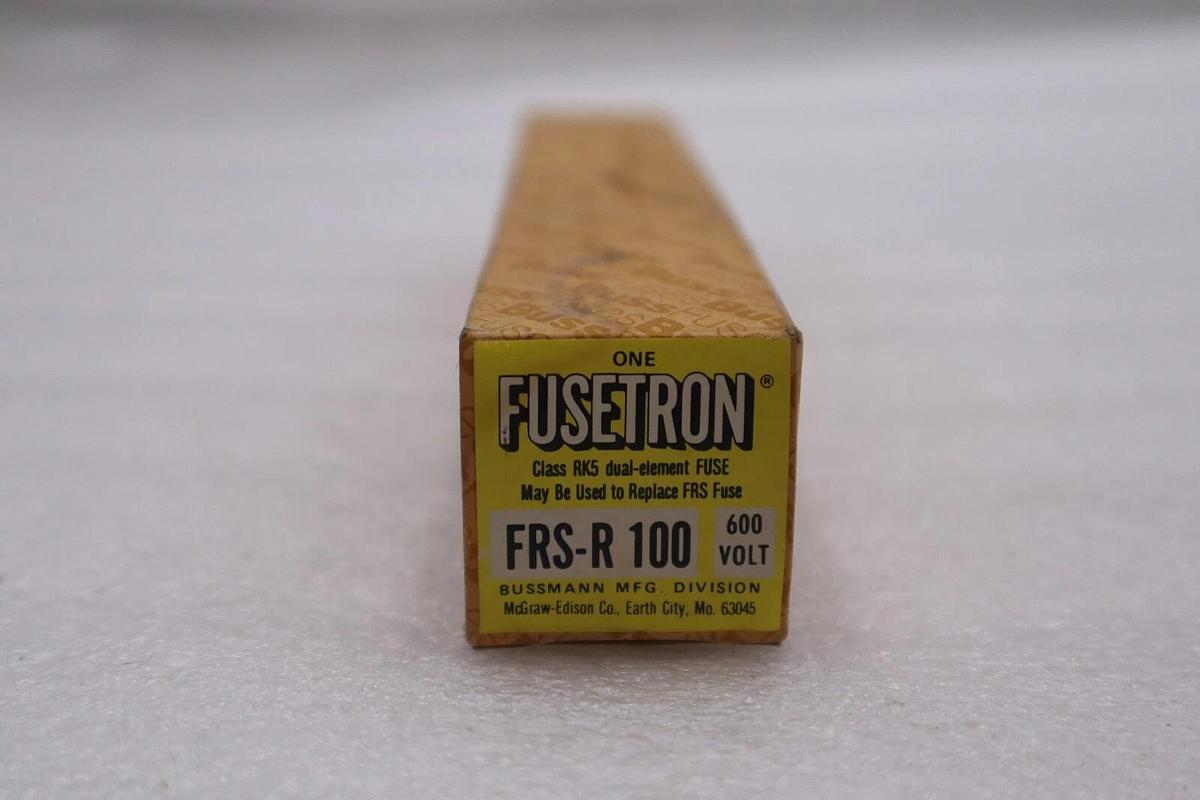 ONE
FUSETRON®
Class RK5 dual-element FUSE
May Be Used to Replace FRS Fuse
FRS-R 100
600
VOLT
BUSSMANN MFG. DIVISION
McGraw-Edison Co., Earth City, Mo. 63045